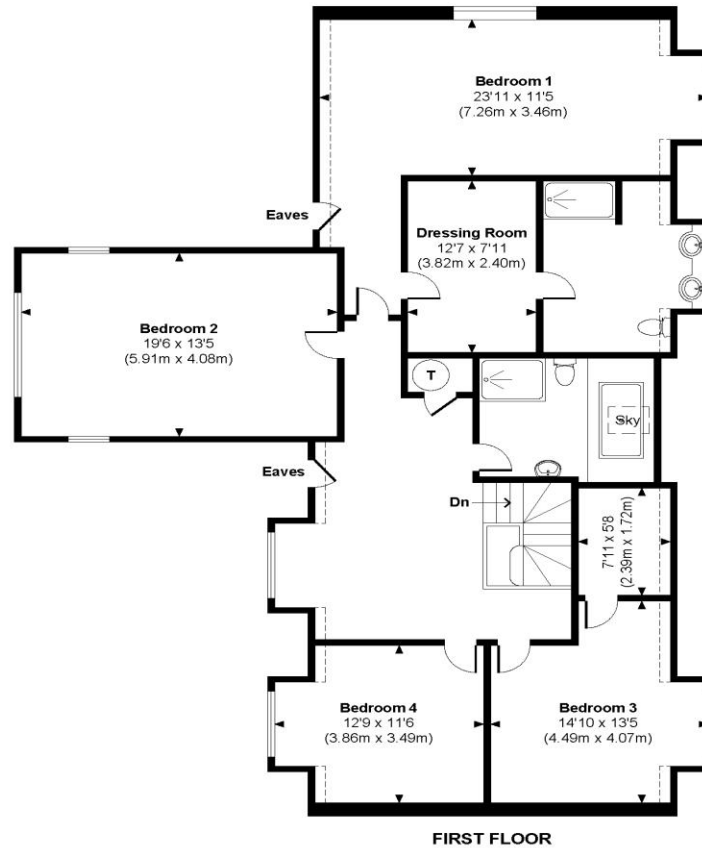 Bedroom 1
23'11 x 11'5
(7.26m x 3.46m)
Eaves
Dressing Room
12'7 x 7'11
(3.82m x 2.40m)
Bedroom 2
19'6 x 13'5
(5.91m x 4.08m)
T
Sky
Eaves
Dn
7'11 x 5'8
(2.39m x 1.72m)
Bedroom 4
12'9 x 11'6
(3.86m x 3.49m)
Bedroom 3
14'10 x 13'5
(4.49m x 4.07m)
FIRST FLOOR